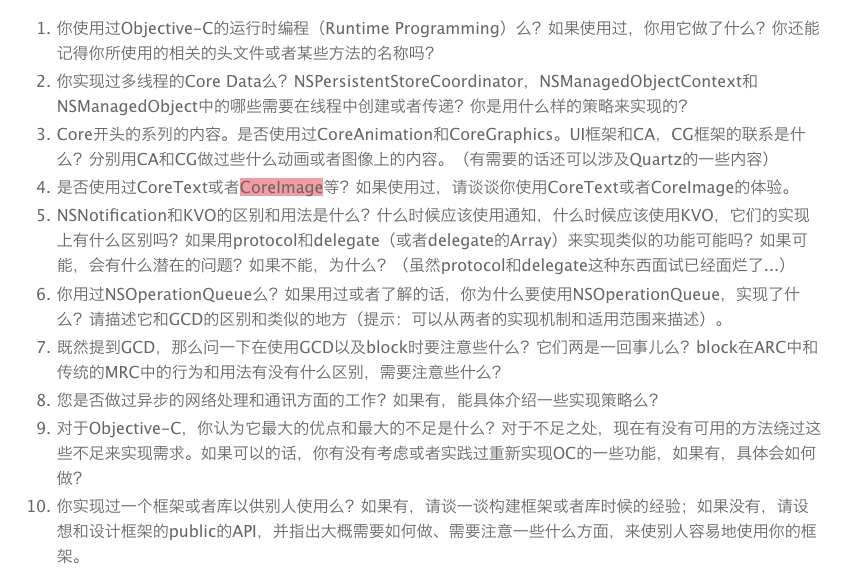 1. 你使用过Objective-C的运行时编程（Runtime Programming）么？如果使用过，你用它做了什么？你还能
记得你所使用的相关的头文件或者某些方法的名称吗？
2. 你实现过多线程的Core Data么？NSPersistentStoreCoordinator，NSManagedObjectContext和
NSManagedObject中的哪些需要在线程中创建或者传递？你是用什么样的策略来实现的？
3. Core开头的系列的内容。是否使用过CoreAnimation和CoreGraphics。UI框架和CA，CG框架的联系是什
么？分别用CA和CG做过些什么动画或者图像上的内容。（有需要的话还可以涉及Quartz的一些内容）
4. 是否使用过CoreText或者CoreImage等？如果使用过，请谈谈你使用CoreText或者CoreImage的体验。
5. NSNotification和KVO的区别和用法是什么？什么时候应该使用通知，什么时候应该使用KVO，它们的实现
上有什么区别吗？如果用protocol和delegate（或者delegate的Array）来实现类似的功能可能吗？如果可
能，会有什么潜在的问题？如果不能，为什么？（虽然protocol和delegate这种东西面试已经面烂了...）
6. 你用过NSOperationQueue么？如果用过或者了解的话，你为什么要使用NSOperationQueue，实现了什
么？请描述它和GCD的区别和类似的地方（提示：可以从两者的实现机制和适用范围来描述）。
7. 既然提到GCD，那么问一下在使用GCD以及block时要注意些什么？它们两是一回事儿么？block在ARC中和
传统的MRC中的行为和用法有没有什么区别，需要注意些什么？
8. 您是否做过异步的网络处理和通讯方面的工作？如果有，能具体介绍一些实现策略么？
9. 对于Objective-C，你认为它最大的优点和最大的不足是什么？对于不足之处，现在有没有可用的方法绕过这
些不足来实现需求。如果可以的话，你有没有考虑或者实践过重新实现OC的一些功能，如果有，具体会如何
做？
10. 你实现过一个框架或者库以供别人使用么？如果有，请谈一谈构建框架或者库时候的经验；如果没有，请设
想和设计框架的public的API，并指出大概需要如何做、需要注意一些什么方面，来使别人容易地使用你的框
架。